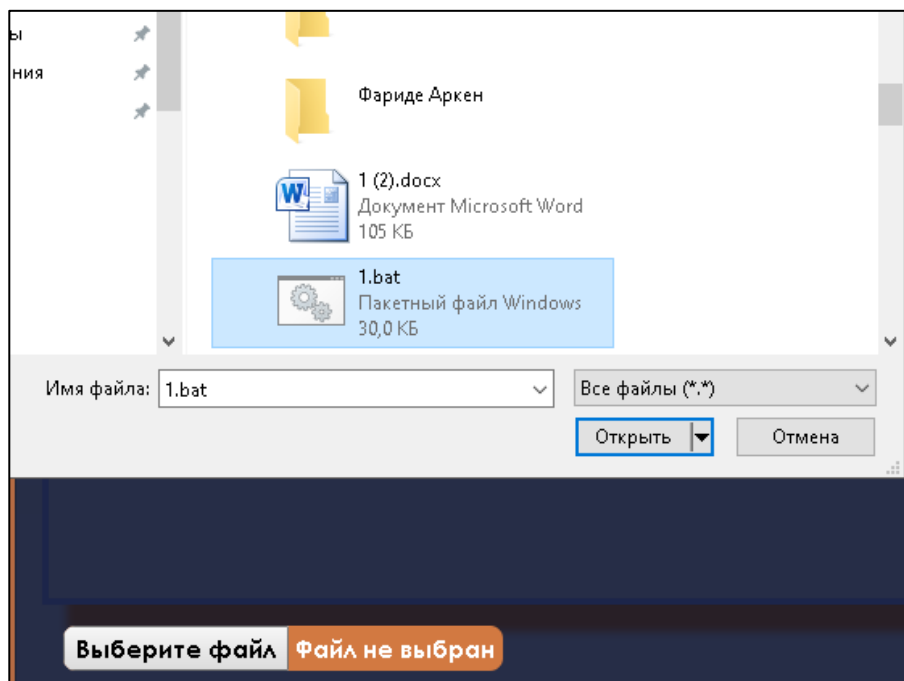 ы
ния
Фариде Аркен
1 (2).docx
Документ Microsoft Word
105 КБ
1.bat
Пакетный файл Windows
30,0 КБ
Имя файла: 1.bat
Все файлы (*.*)
Открыть
Отмена
Выберите файл Файл не выбран